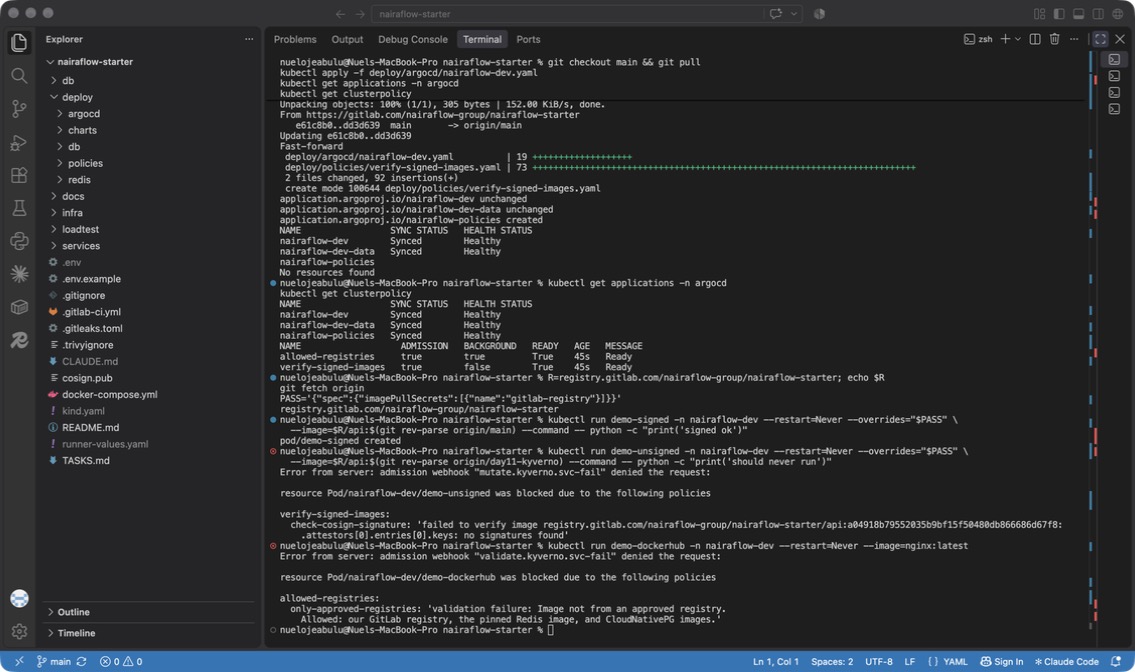 nairaflow-starter
Explorer
nairaflow-starter
db
deploy
argocd
charts
db
policies
redis
docs
infra
loadtest
services
.env
.env.example
.gitignore
.gitlab-ci.yml
.gitleaks.toml
.trivyignore
CLAUDE.md
cosign.pub
docker-compose.yml
kind.yaml
README.md
runner-values.yaml
TASKS.md
Outline
Timeline
Problems Output Debug Console Terminal Ports
zsh
nuelojeabulu@Nuels-MacBook-Pro nairaflow-starter % git checkout main && git pull
kubectl apply -f deploy/argocd/nairaflow-dev.yaml
kubectl get applications -n argocd
kubectl get clusterpolicy
Unpacking objects: 100% (1/1), 305 bytes | 152.00 KiB/s, done.
From https://gitlab.com/nairaflow-group/nairaflow-starter
e61c8b0..dd3d639  main       -> origin/main
Updating e61c8b0..dd3d639
Fast-forward
deploy/argocd/nairaflow-dev.yaml          | 19 +++++++++++++++++++
deploy/policies/verify-signed-images.yaml | 73 +++++++++++++++++++++++++++++++++++++++++++++++++++++++++++++++++++++++++
2 files changed, 92 insertions(+)
create mode 100644 deploy/policies/verify-signed-images.yaml
application.argoproj.io/nairaflow-dev unchanged
application.argoproj.io/nairaflow-dev-data unchanged
application.argoproj.io/nairaflow-policies created
NAME                 SYNC STATUS   HEALTH STATUS
nairaflow-dev        Synced        Healthy
nairaflow-dev-data   Synced        Healthy
nairaflow-policies
No resources found
nuelojeabulu@Nuels-MacBook-Pro nairaflow-starter % kubectl get applications -n argocd
kubectl get clusterpolicy
NAME                 SYNC STATUS   HEALTH STATUS
nairaflow-dev        Synced        Healthy
nairaflow-dev-data   Synced        Healthy
nairaflow-policies   Synced        Healthy
NAME                   ADMISSION   BACKGROUND   READY   AGE   MESSAGE
allowed-registries     true        true         True    45s   Ready
verify-signed-images   true        false        True    45s   Ready
nuelojeabulu@Nuels-MacBook-Pro nairaflow-starter % R=registry.gitlab.com/nairaflow-group/nairaflow-starter; echo $R
git fetch origin
PASS='{"spec":{"imagePullSecrets":[{"name":"gitlab-registry"}]}}'
registry.gitlab.com/nairaflow-group/nairaflow-starter
nuelojeabulu@Nuels-MacBook-Pro nairaflow-starter % kubectl run demo-signed -n nairaflow-dev --restart=Never --overrides="$PASS" \
--image=$R/api:$(git rev-parse origin/main) --command -- python -c "print('signed ok')"
pod/demo-signed created
nuelojeabulu@Nuels-MacBook-Pro nairaflow-starter % kubectl run demo-unsigned -n nairaflow-dev --restart=Never --overrides="$PASS" \
--image=$R/api:$(git rev-parse origin/day11-kyverno) --command -- python -c "print('should never run')"
Error from server: admission webhook "mutate.kyverno.svc-fail" denied the request:
resource Pod/nairaflow-dev/demo-unsigned was blocked due to the following policies
verify-signed-images:
check-cosign-signature: 'failed to verify image registry.gitlab.com/nairaflow-group/nairaflow-starter/api:a04918b79552035b9bf15f50480db866686d67f8:
.attestors[0].entries[0].keys: no signatures found'
nuelojeabulu@Nuels-MacBook-Pro nairaflow-starter % kubectl run demo-dockerhub -n nairaflow-dev --restart=Never --image=nginx:latest
Error from server: admission webhook "validate.kyverno.svc-fail" denied the request:
resource Pod/nairaflow-dev/demo-dockerhub was blocked due to the following policies
allowed-registries:
only-approved-registries: 'validation failure: Image not from an approved registry.
Allowed: our GitLab registry, the pinned Redis image, and CloudNativePG images.'
nuelojeabulu@Nuels-MacBook-Pro nairaflow-starter %
main 0 0 Ln 1, Col 1 Spaces: 2 UTF-8 LF { } YAML Sign In Claude Code